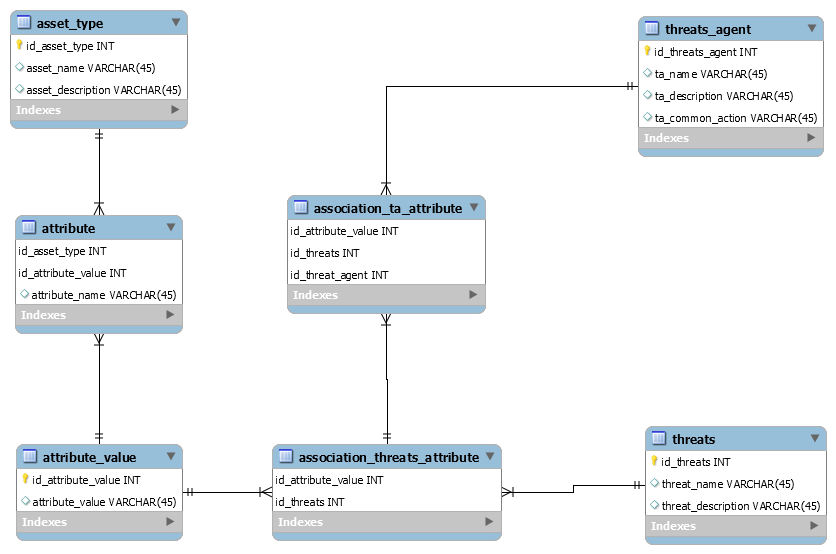 asset_type
id_asset_type INT
asset_name VARCHAR(45)
asset_description VARCHAR(45)
Indexes
threats_agent
id_threats_agent INT
ta_name VARCHAR(45)
ta_description VARCHAR(45)
ta_common_action VARCHAR(45)
Indexes
association_ta_attribute
id_attribute_value INT
id_threats INT
id_threat_agent INT
Indexes
attribute
id_asset_type INT
id_attribute_value INT
attribute_name VARCHAR(45)
Indexes
attribute_value
id_attribute_value INT
attribute_value VARCHAR(45)
Indexes
association_threats_attribute
id_attribute_value INT
id_threats INT
Indexes
threats
id_threats INT
threat_name VARCHAR(45)
threat_description VARCHAR(45)
Indexes